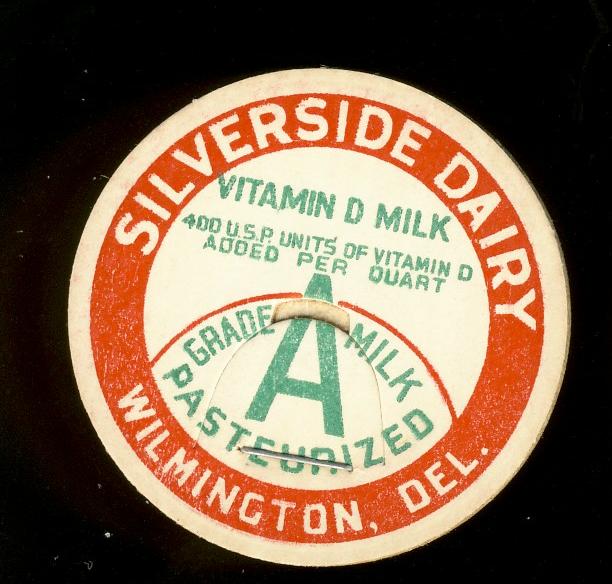 SILVERSIDE DAIRY
VITAMIN D MILK
400 U.S.P. UNITS OF VITAMIN D
ADDED PER QUART
GRADE A MILK
PASTEURIZED
WILMINGTON, DEL.